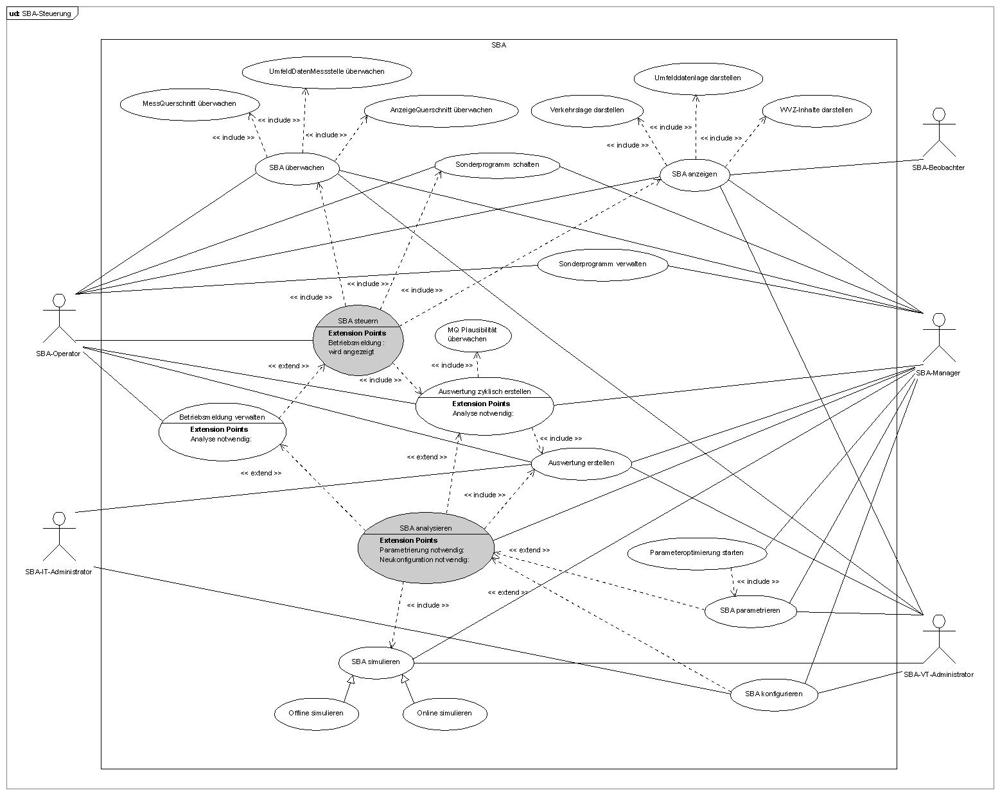 ud: SBA-Steuerung
SBA
UmfeldDatenMessstelle überwachen
MessQuerschnitt überwachen
AnzeigeQuerschnitt überwachen
Umfelddatenlage darstellen
Verkehrslage darstellen
WVZ-Inhalte darstellen
<< include >>
<< include >>
<< include >>
<< include >>
<< include >>
<< include >>
SBA überwachen
Sonderprogramm schalten
SBA anzeigen
SBA-Beobachter
Sonderprogramm verwalten
<< include >>
<< include >>
<< include >>
SBA-Operator
SBA steuern
Extension Points
Betriebsmeldung :
wird angezeigt
MQ Plausibilität
überwachen
SBA-Manager
<< extend >>
<< include >>
<< include >>
Auswertung zyklisch erstellen
Extension Points
Analyse notwendig:
Betriebsmeldung verwalten
Extension Points
Analyse notwendig:
<< include >>
<< extend >>
Auswertung erstellen
<< extend >>
<< include >>
SBA-IT-Administrator
SBA analysieren
Extension Points
Parametrierung notwendig:
Neukonfiguration notwendig:
<< extend >>
Parameteroptimierung starten
<< include >>
<< extend >>
<< include >>
SBA parametrieren
SBA simulieren
SBA-VT-Administrator
SBA konfigurieren
Offline simulieren
Online simulieren